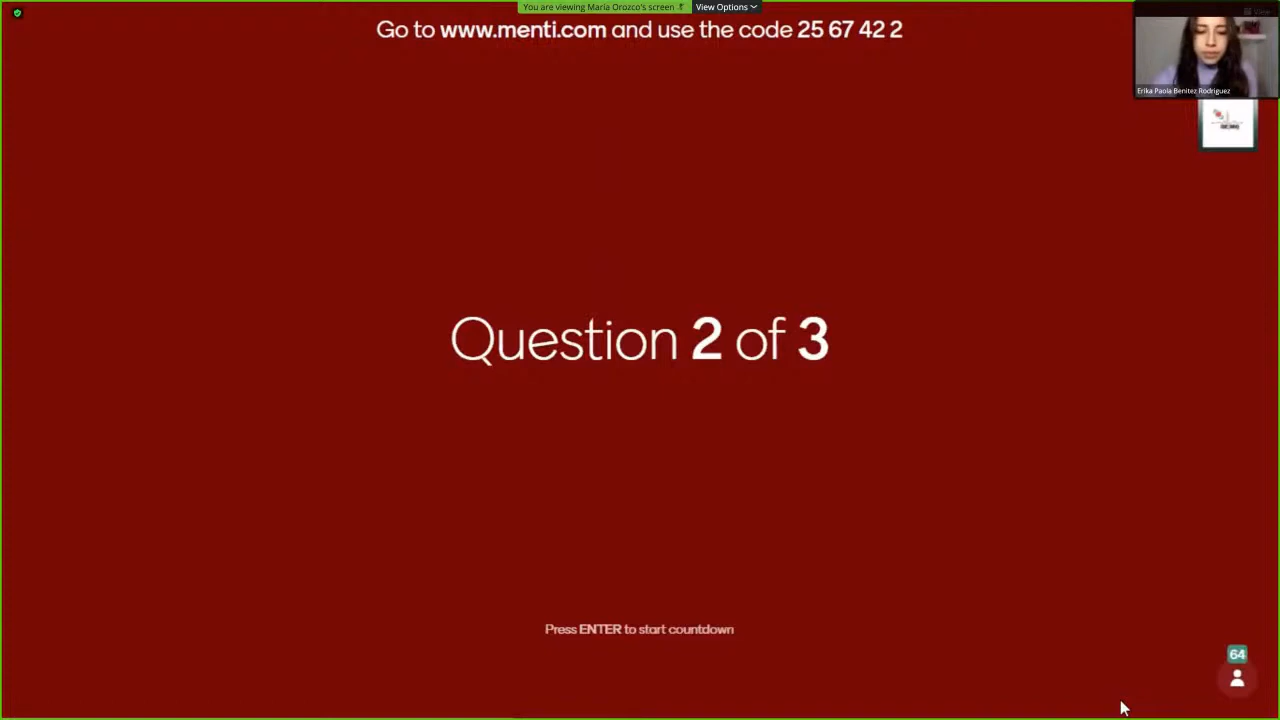 You are viewing Maria Orozco's screen
View Options
View
Go to www.menti.com and use the code 25 67 42 2
Erika Paola Benitez Rodriguez
Question 2 of 3
Press ENTER to start countdown
64